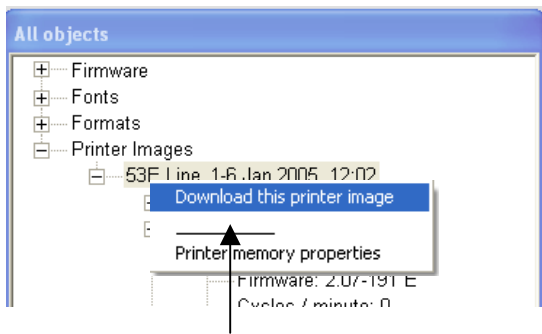 All objects
Firmware
Fonts
Formats
Printer Images
53E Line 1-6 Jan 2005 12:02
Download this printer image
Printer memory properties
Firmware: 2.07-191 E
Cycles / minute: 0